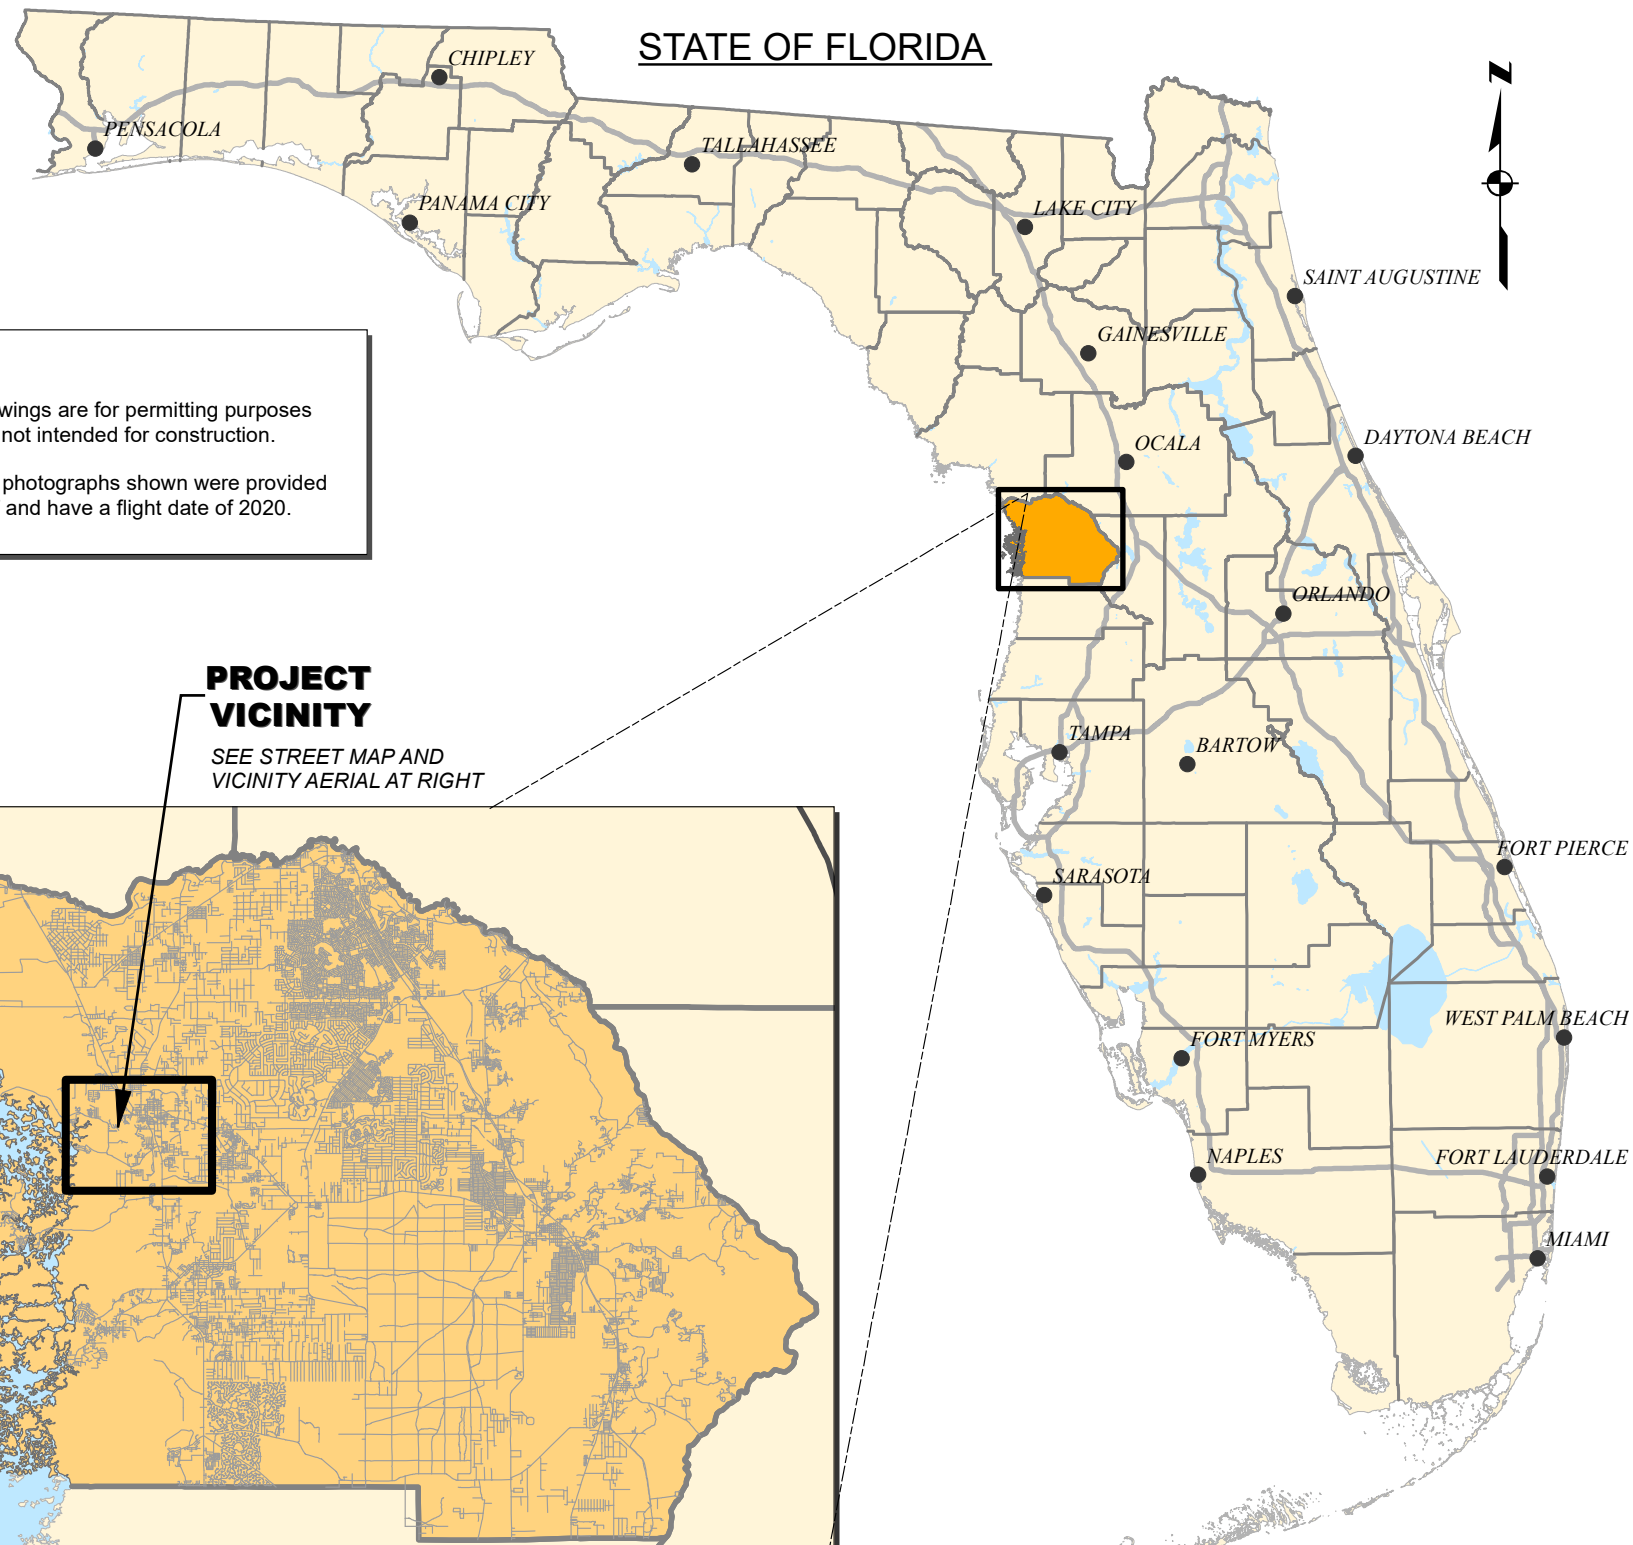 STATE OF FLORIDA
N
CHIPLEY
PENSACOLA
TALLAHASSEE
PANAMA CITY
LAKE CITY
SAINT AUGUSTINE
GAINESVILLE
wings are for permitting purposes
not intended for construction.
photographs shown were provided
and have a flight date of 2020.
DAYTONA BEACH
OCALA
ORLANDO
PROJECT
VICINITY
SEE STREET MAP AND
VICINITY AERIAL AT RIGHT
TAMPA
BARTOW
FORT PIERCE
SARASOTA
WEST PALM BEACH
FORT MYERS
NAPLES
FORT LAUDERDALE
MIAMI